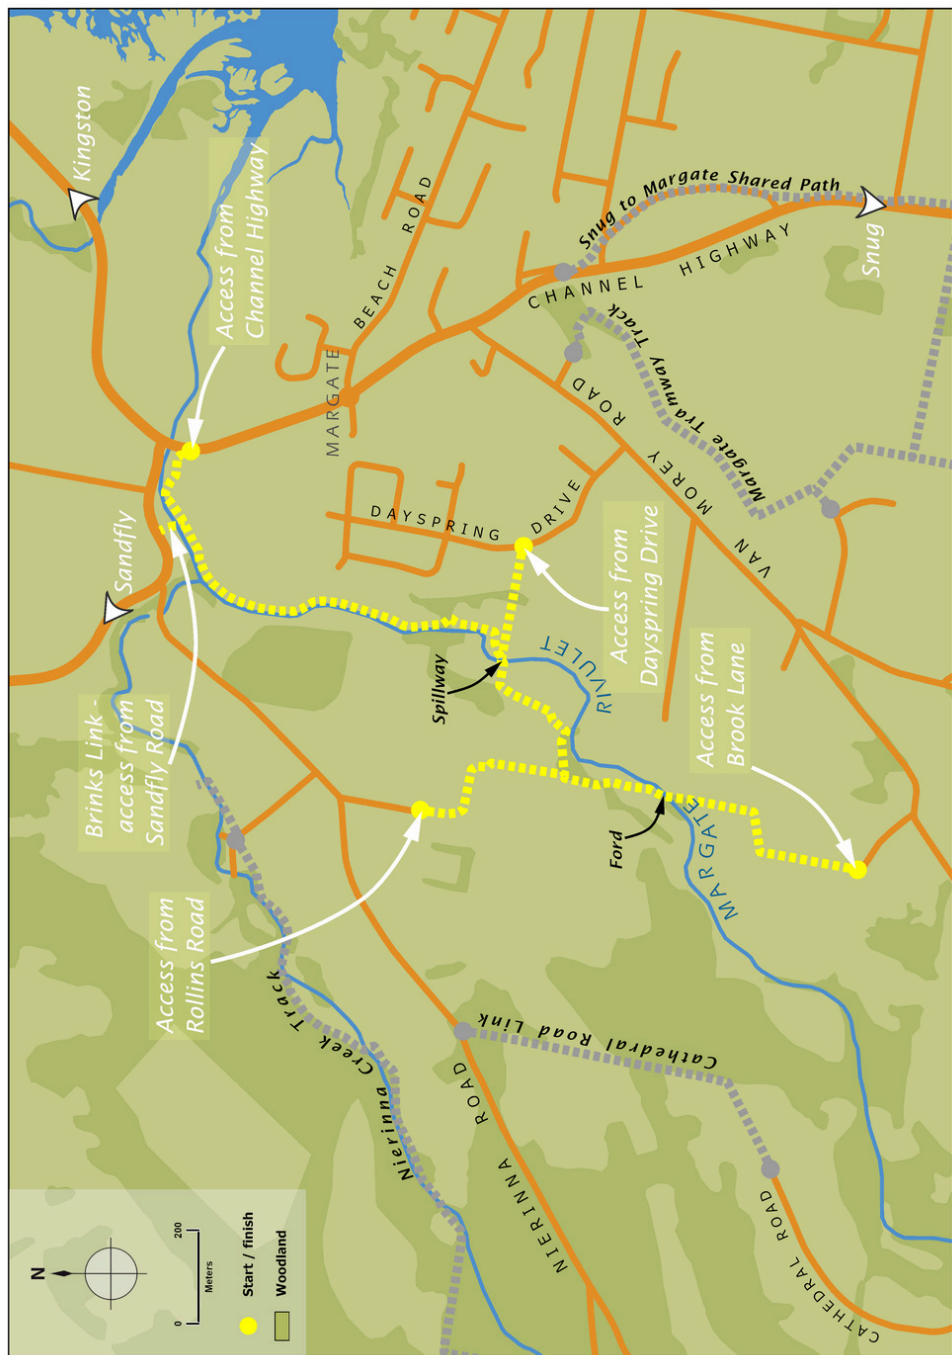 Kingston
Access from
Channel Highway
Sandfly
Brinks Link -
access from
Sandfly Road
Access from
Rollins Road
MARGATE
BEACH ROAD
Snug to Margate Shared Path
Snug
CHANNEL HIGHWAY
Margate Tramway Track
DAYSPRING DRIVE
VAN MOREY ROAD
Access from
Dayspring Drive
Access from
Brook Lane
Spillway
Ford
MARGATE RIVULET
Nierinna Creek Track
NIERINNA ROAD
Cathedral Road Link
CATHEDRAL ROAD
N
0 200
Meters
Start / finish
Woodland